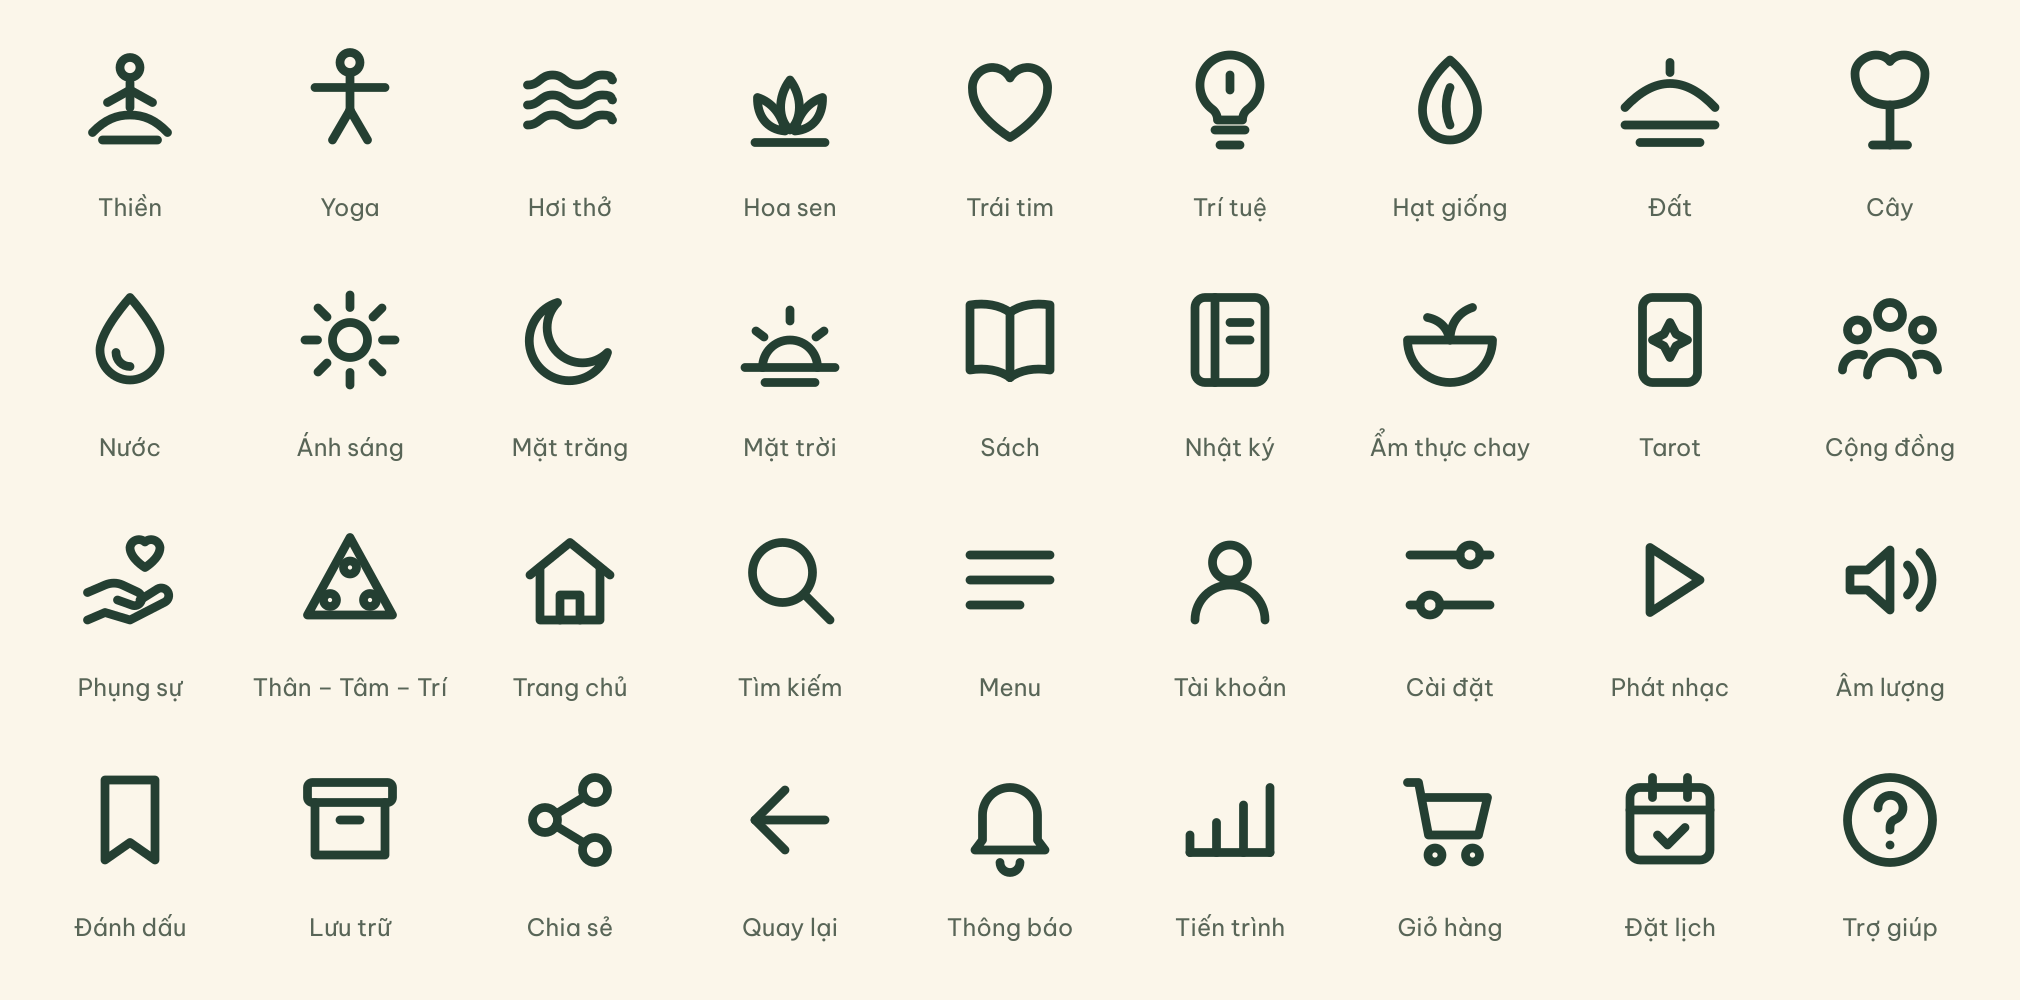 Thiền
Yoga
Hơi thở
Hoa sen
Trái tim
Trí tuệ
Hạt giống
Đất
Cây
Nước
Ánh sáng
Mặt trăng
Mặt trời
Sách
Nhật ký
Ẩm thực chay
Tarot
Cộng đồng
Phụng sự
Thân – Tâm – Trí
Trang chủ
Tìm kiếm
Menu
Tài khoản
Cài đặt
Phát nhạc
Âm lượng
Đánh dấu
Lưu trữ
Chia sẻ
Quay lại
Thông báo
Tiến trình
Giỏ hàng
Đặt lịch
Trợ giúp